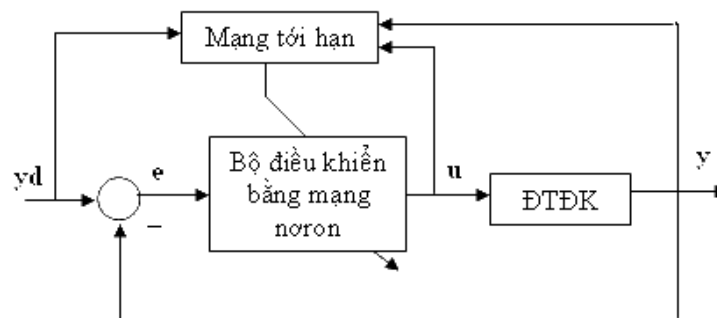 Mạng tới hạn
yd
e
–
Bộ điều khiển
bằng mạng
nơron
u
ĐTĐK
y